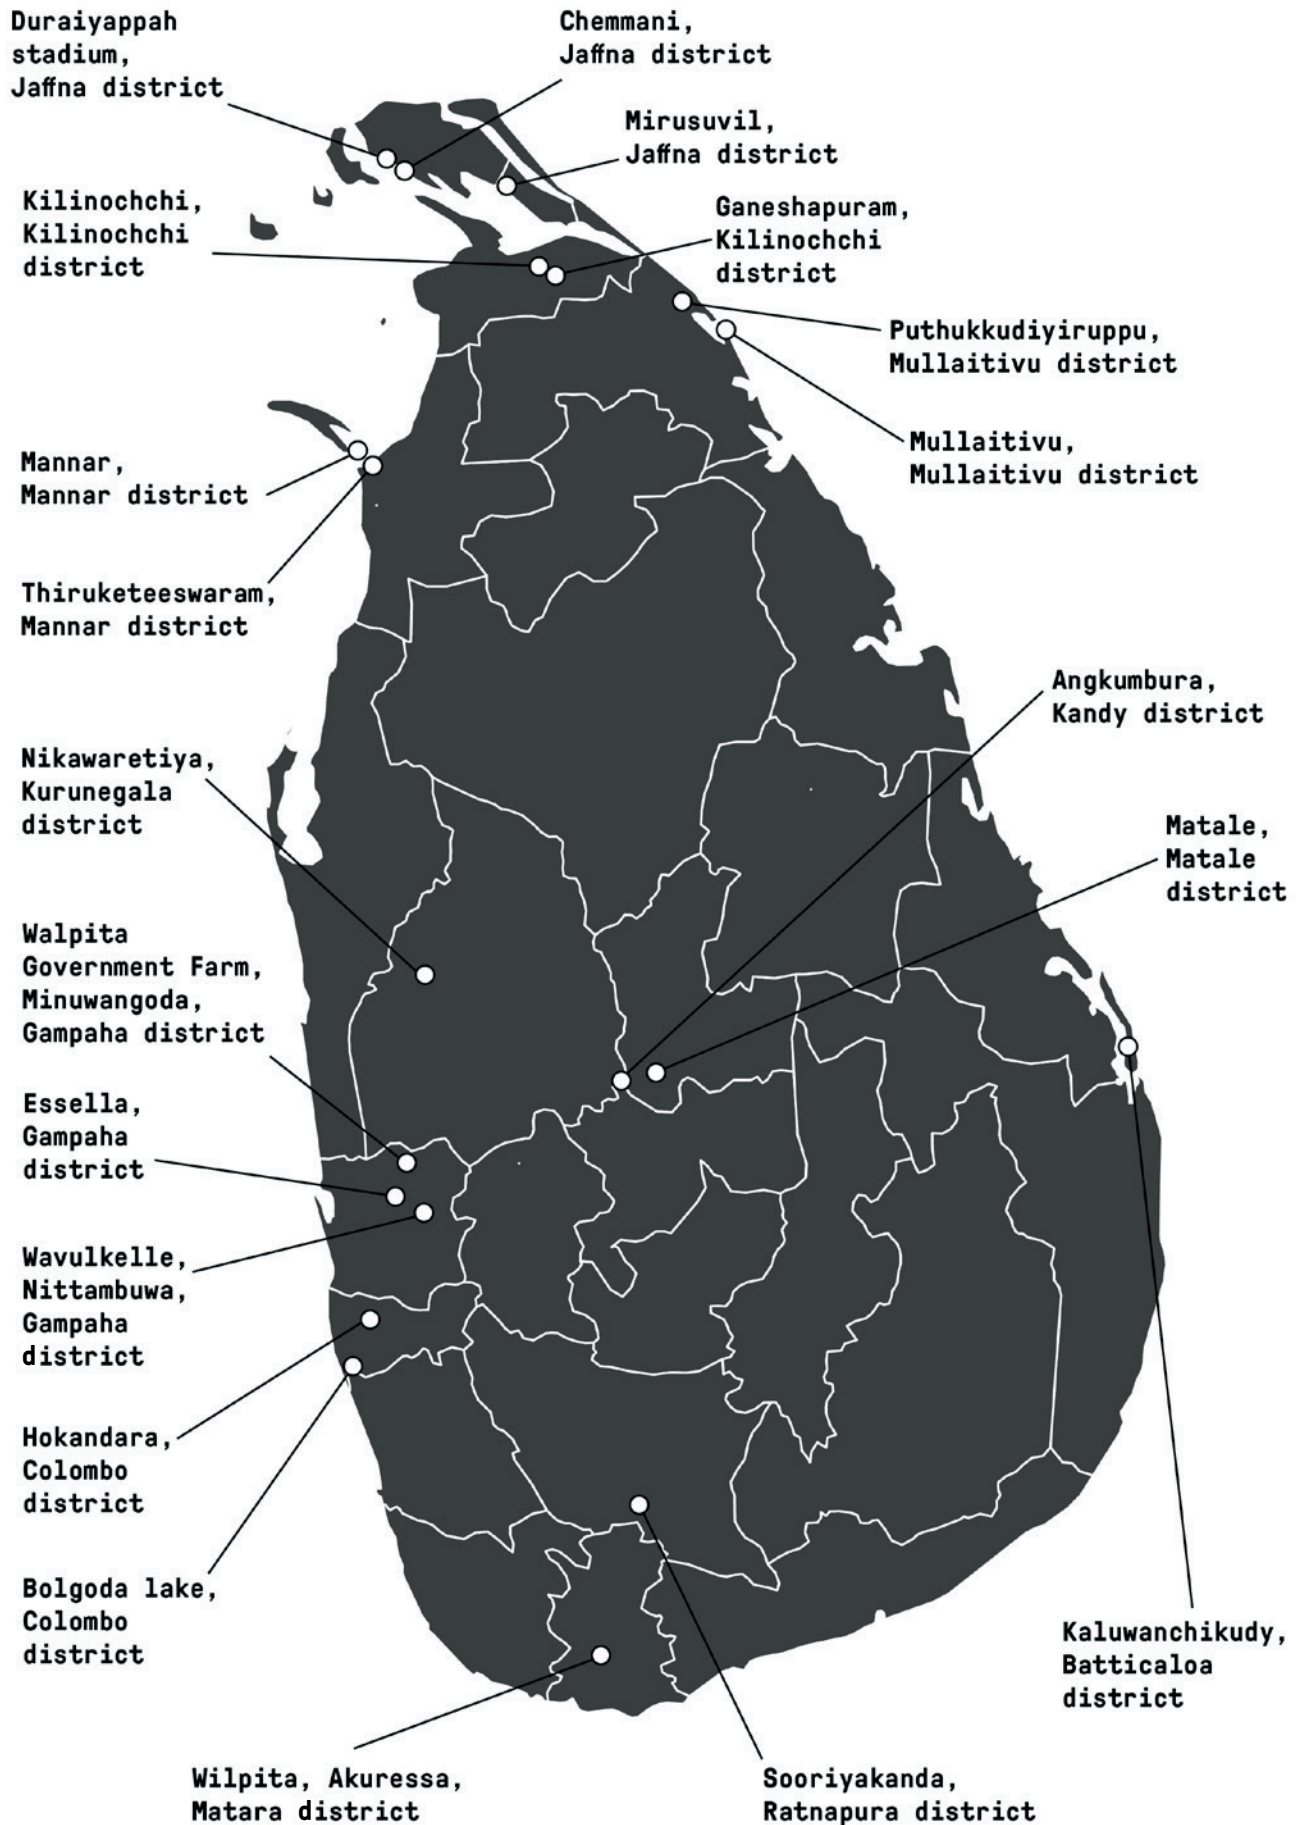 Duraiyappah
stadium,
Jaffna district
Chemmani,
Jaffna district
Mirusuvil,
Jaffna district
Kilinochchi,
Kilinochchi
district
Ganeshapuram,
Kilinochchi
district
Puthukkudiyiruppu,
Mullaitivu district
Mullaitivu,
Mullaitivu district
Mannar,
Mannar district
Thiruketeeswaram,
Mannar district
Angkumbura,
Kandy district
Nikawaretiya,
Kurunegala
district
Matale,
Matale
district
Walpita
Government Farm,
Minuwangoda,
Gampaha district
Essella,
Gampaha
district
Wavulkelle,
Nittambuwa,
Gampaha
district
Hokandara,
Colombo
district
Bolgoda lake,
Colombo
district
Kaluwanchikudy,
Batticaloa
district
Wilpita, Akuressa,
Matara district
Sooriyakanda,
Ratnapura district